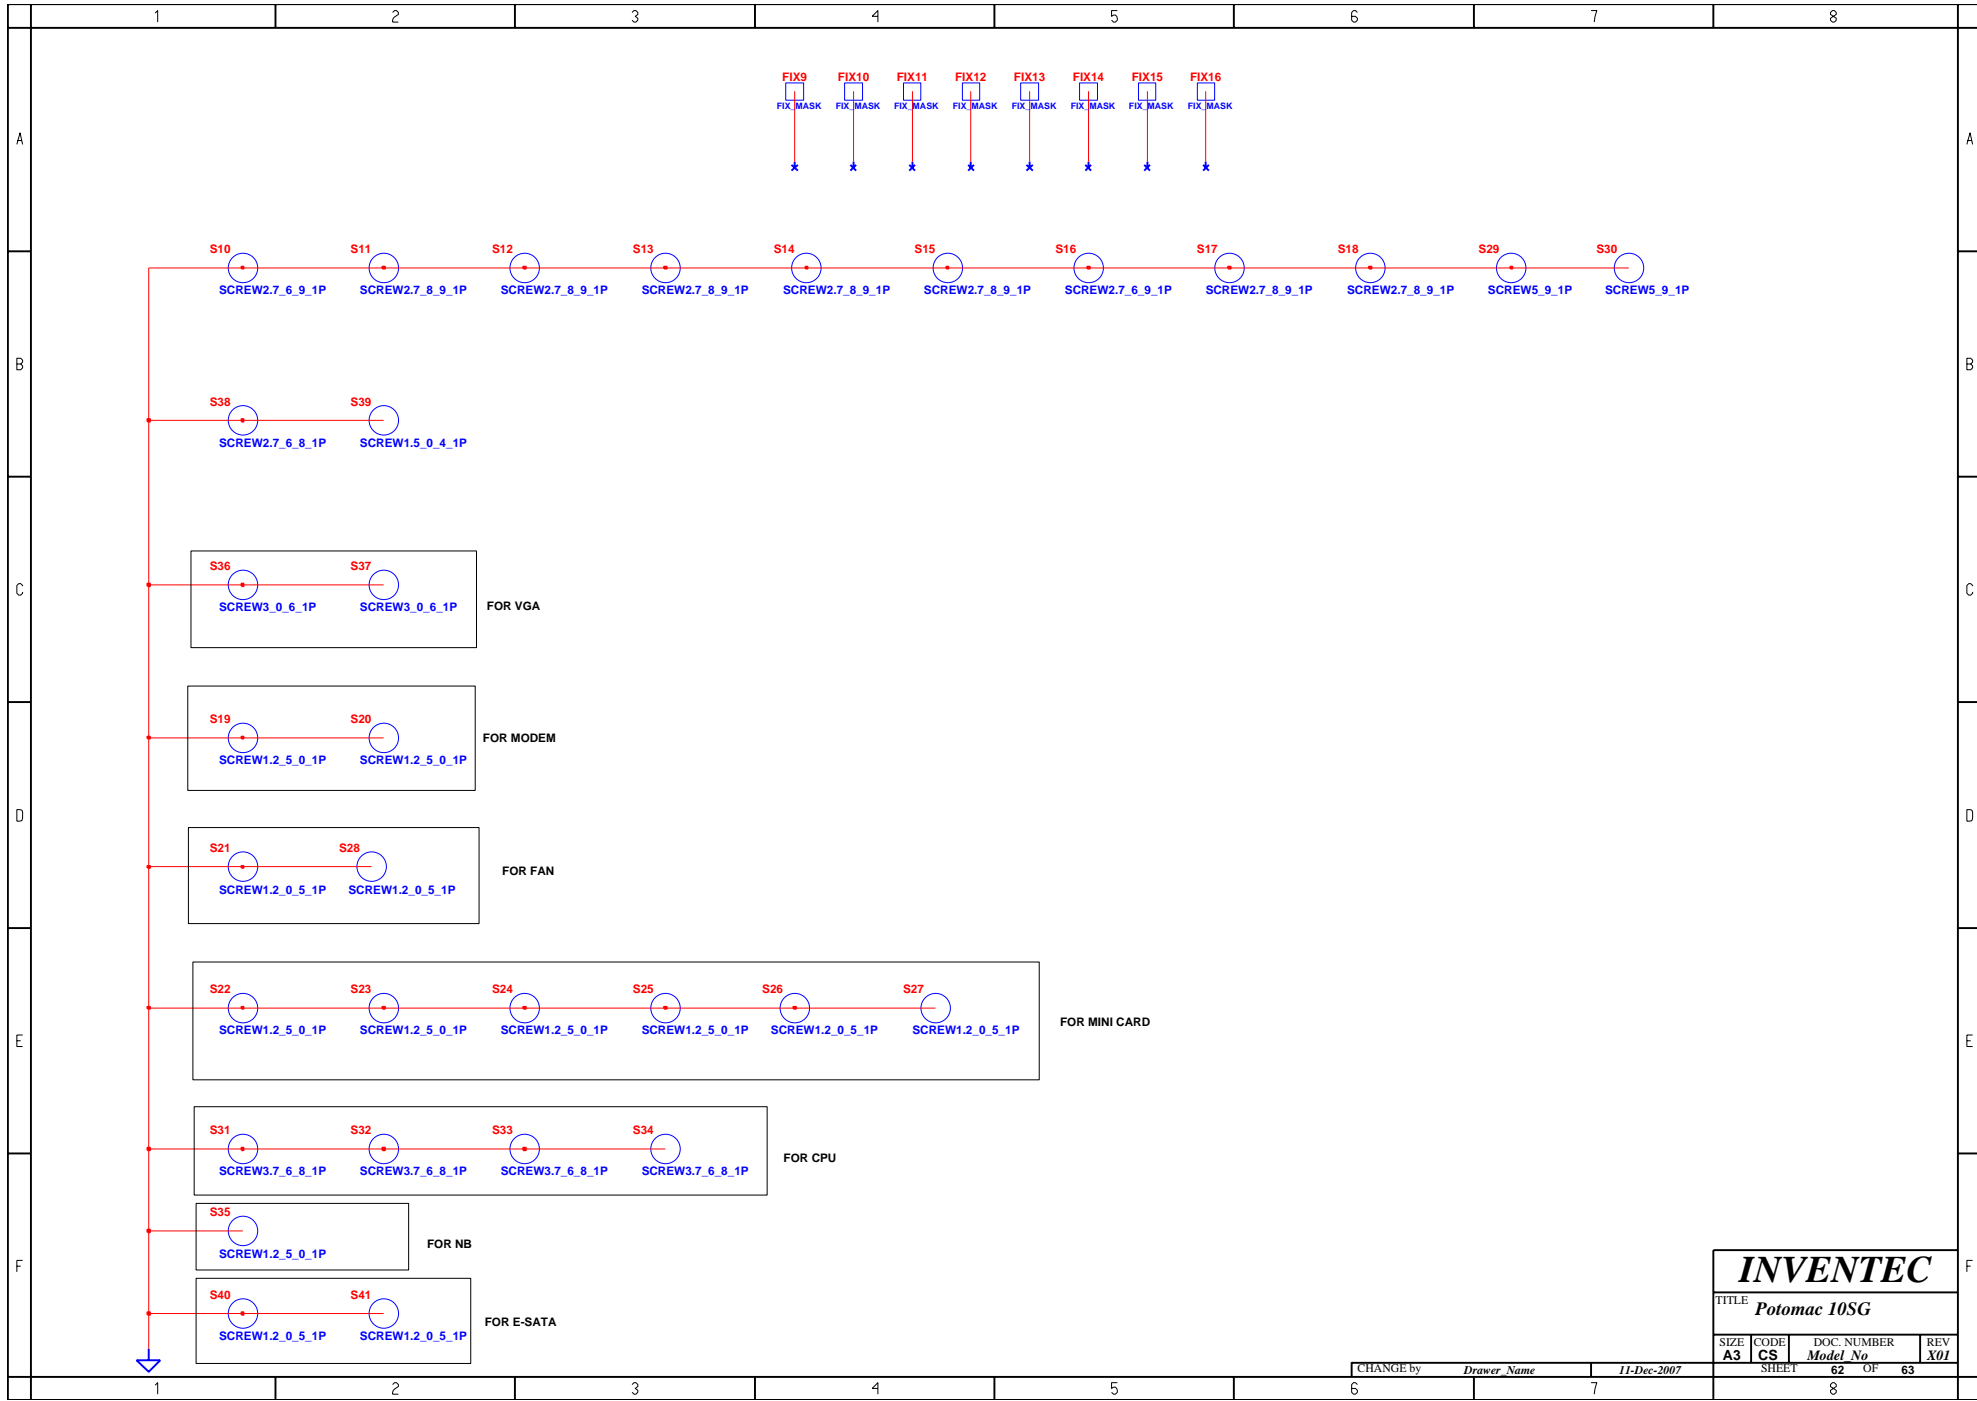 1 2 3 4 5 6 7 8
FIX9 FIX10 FIX11 FIX12 FIX13 FIX14 FIX15 FIX16
FIX_MASK FIX_MASK FIX_MASK FIX_MASK FIX_MASK FIX_MASK FIX_MASK FIX_MASK
A A
S10 S11 S12 S13 S14 S15 S16 S17 S18 S29 S30
SCREW2.7_6_9_1P SCREW2.7_8_9_1P SCREW2.7_8_9_1P SCREW2.7_8_9_1P SCREW2.7_8_9_1P SCREW2.7_8_9_1P SCREW2.7_6_9_1P SCREW2.7_8_9_1P SCREW2.7_8_9_1P SCREW5_9_1P SCREW5_9_1P
B B
S38 S39
SCREW2.7_6_8_1P SCREW1.5_0_4_1P
S36 S37
C C
SCREW3_0_6_1P SCREW3_0_6_1P FOR VGA
S19 S20
FOR MODEM
SCREW1.2_5_0_1P SCREW1.2_5_0_1P
D D
S21 S28
FOR FAN
SCREW1.2_0_5_1P SCREW1.2_0_5_1P
S22 S23 S24 S25 S26 S27
FOR MINI CARD
SCREW1.2_5_0_1P SCREW1.2_5_0_1P SCREW1.2_5_0_1P SCREW1.2_5_0_1P SCREW1.2_0_5_1P SCREW1.2_0_5_1P
E E
S31 S32 S33 S34
FOR CPU
SCREW3.7_6_8_1P SCREW3.7_6_8_1P SCREW3.7_6_8_1P SCREW3.7_6_8_1P
S35
FOR NB
SCREW1.2_5_0_1P
F F
S40 S41
FOR E-SATA
SCREW1.2_0_5_1P SCREW1.2_0_5_1P
INVENTEC
TITLE Potomac 10SG
SIZE CODE DOC. NUMBER REV
A3 CS Model_No X01
CHANGE by Drawer_Name 11-Dec-2007 SHEET 62 OF 63
1 2 3 4 5 6 7 8